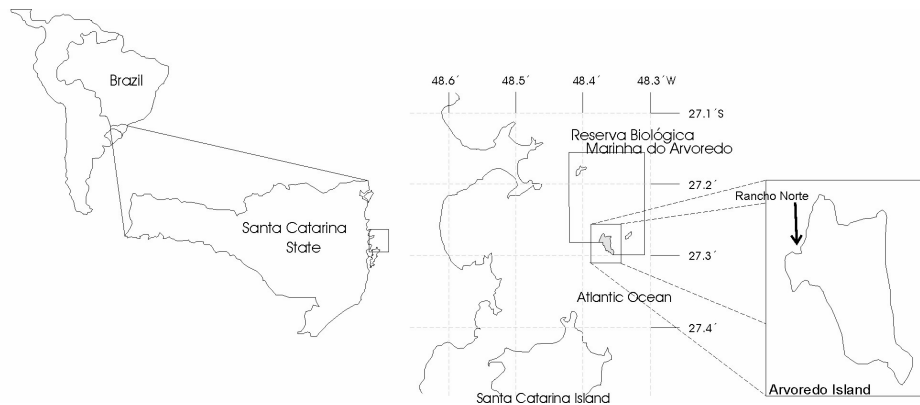 Brazil
Santa Catarina
State
48.6´ 48.5´ 48.4´ 48.3´W
27.1´S
Reserva Biológica
Marinha do Arvoredo
27.2´
27.3´
Atlantic Ocean
27.4´
Santa Catarina Island
Rancho Norte
Arvoredo Island